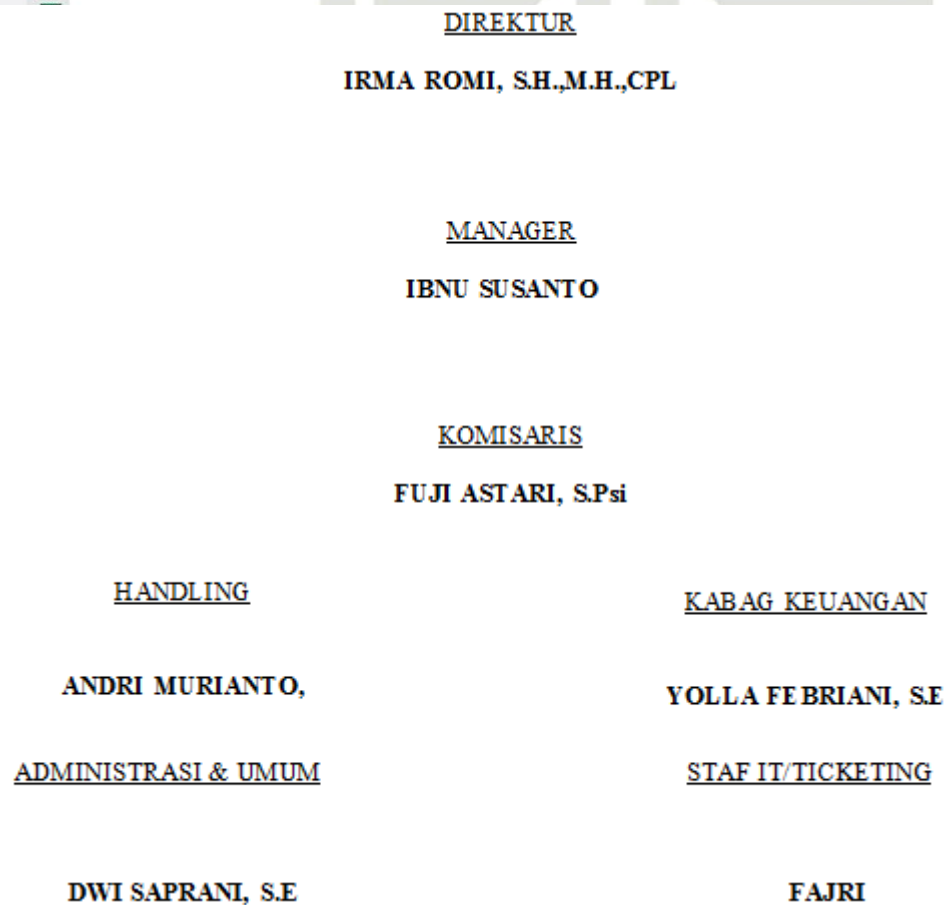 DIREKTUR
IRMA ROMI, S.H.,M.H.,CPL
MANAGER
IBNU SUSANTO
KOMISARIS
FUJI ASTARI, S.Psi
HANDLING
KABAG KEUANGAN
ANDRI MURIANTO,
YOLLA FEBRIANI, S.E
ADMINISTRASI & UMUM
STAF IT/TICKETING
DWI SAPRANI, S.E
FAJRI